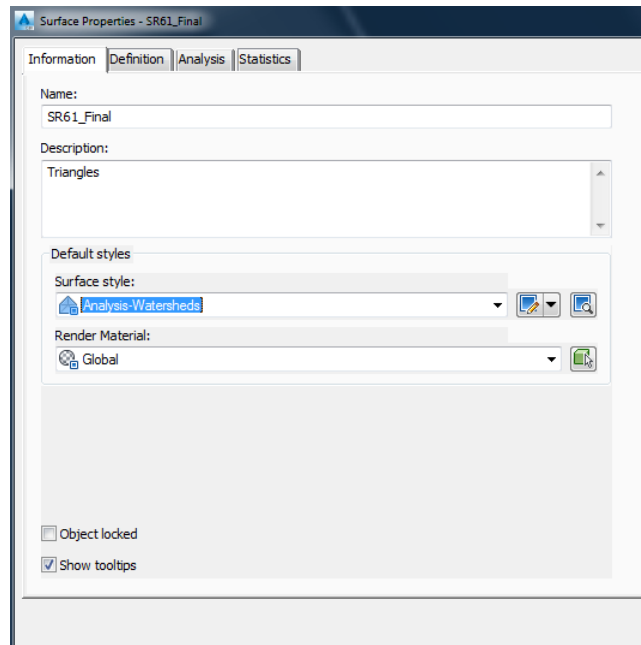 Surface Properties - SR61_Final
Information Definition Analysis Statistics
Name:
SR61_Final
Description:
Triangles
Default styles
Surface style:
Analysis-Watersheds
Render Material:
Global
Object locked
Show tooltips